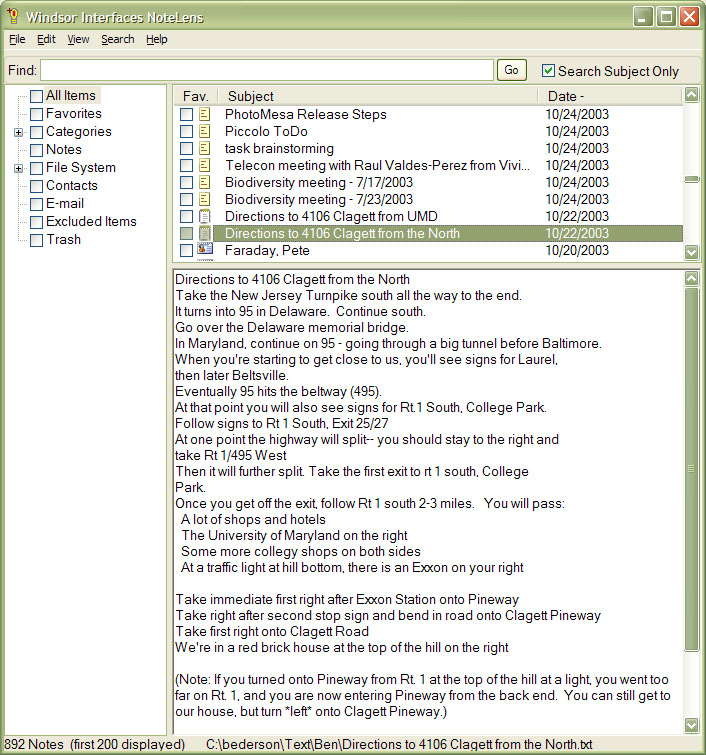 Windsor Interfaces NoteLens
File Edit View Search Help
Find: Go Search Subject Only
All Items
Favorites
Categories
Notes
File System
Contacts
E-mail
Excluded Items
Trash
Fav. Subject Date -
PhotoMesa Release Steps 10/24/2003
Piccolo ToDo 10/24/2003
task brainstorming 10/24/2003
Telecon meeting with Raul Valdes-Perez from Vivi... 10/24/2003
Biodiversity meeting - 7/17/2003 10/24/2003
Biodiversity meeting - 7/23/2003 10/24/2003
Directions to 4106 Clagett from UMD 10/22/2003
Directions to 4106 Clagett from the North 10/22/2003
Faraday, Pete 10/20/2003
Directions to 4106 Clagett from the North
Take the New Jersey Turnpike south all the way to the end.
It turns into 95 in Delaware.  Continue south.
Go over the Delaware memorial bridge.
In Maryland, continue on 95 - going through a big tunnel before Baltimore.
When you're starting to get close to us, you'll see signs for Laurel,
then later Beltsville.
Eventually 95 hits the beltway (495).
At that point you will also see signs for Rt.1 South, College Park.
Follow signs to Rt 1 South, Exit 25/27
At one point the highway will split-- you should stay to the right and
take Rt 1/495 West
Then it will further split. Take the first exit to rt 1 south, College
Park.
Once you get off the exit, follow Rt 1 south 2-3 miles.   You will pass:
A lot of shops and hotels
The University of Maryland on the right
Some more collegy shops on both sides
At a traffic light at hill bottom, there is an Exxon on your right
Take immediate first right after Exxon Station onto Pineway
Take right after second stop sign and bend in road onto Clagett Pineway
Take first right onto Clagett Road
We're in a red brick house at the top of the hill on the right
(Note: If you turned onto Pineway from Rt. 1 at the top of the hill at a light, you went too
far on Rt. 1, and you are now entering Pineway from the back end.  You can still get to
our house, but turn *left* onto Clagett Pineway.)
892 Notes (first 200 displayed) C:\bederson\Text\Ben\Directions to 4106 Clagett from the North.txt